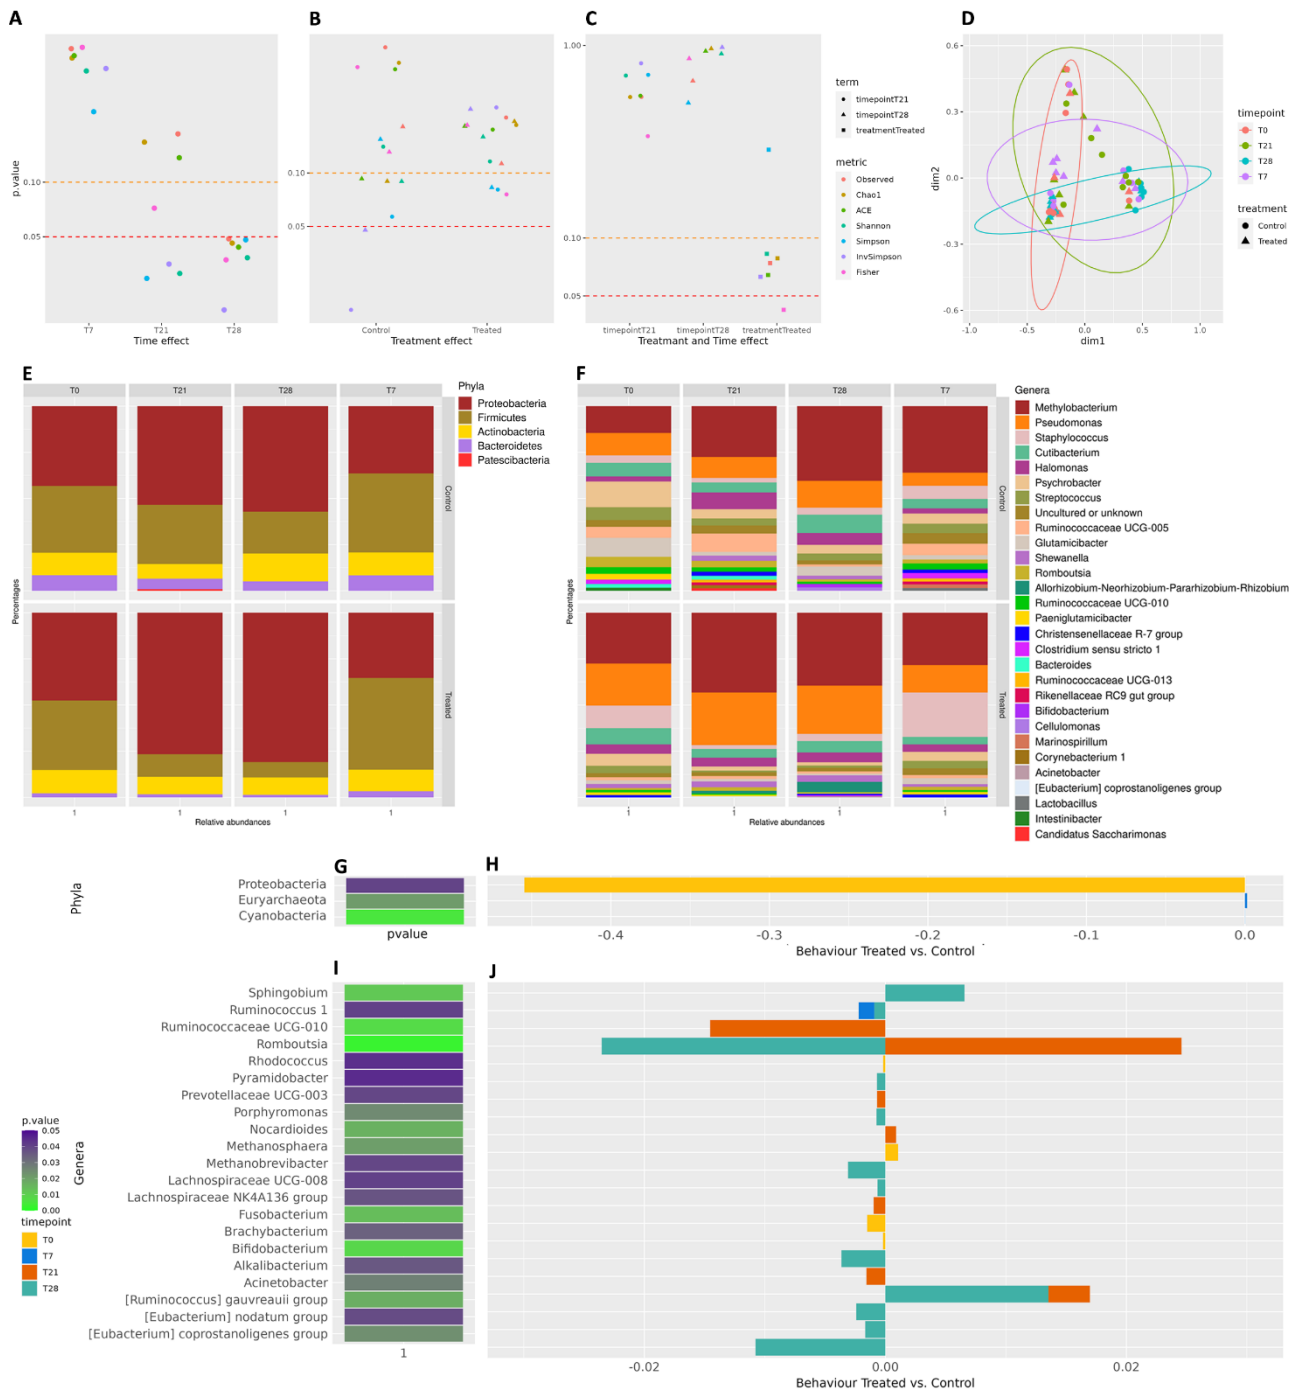 A
B
C
D
p.value
0.10
0.05
T7
T21
T28
Time effect
0.10
0.05
Control
Treated
Treatment effect
1.00
0.10
0.05
timepointT21
timepointT28
treatmentTreated
Treatmant and Time effect
term
timepointT21
timepointT28
treatmentTreated
metric
Observed
Chao1
ACE
Shannon
Simpson
InvSimpson
Fisher
dim2
0.6
0.3
0.0
-0.3
-0.6
-1.0
-0.5
0.0
0.5
1.0
dim1
timepoint
T0
T21
T28
T7
treatment
Control
Treated
E
T0
T21
T28
T7
Percentages
Control
Treated
1
1
1
1
Relative abundances
Phyla
Proteobacteria
Firmicutes
Actinobacteria
Bacteroidetes
Patescibacteria
F
T0
T21
T28
T7
Percentages
Control
Treated
1
1
1
1
Relative abundances
Genera
Methylobacterium
Pseudomonas
Staphylococcus
Cutibacterium
Halomonas
Psychrobacter
Streptococcus
Uncultured or unknown
Ruminococcaceae UCG-005
Glutamicibacter
Shewanella
Romboutsia
Allorhizobium-Neorhizobium-Pararhizobium-Rhizobium
Ruminococcaceae UCG-010
Paeniglutamicibacter
Christensenellaceae R-7 group
Clostridium sensu stricto 1
Bacteroides
Ruminococcaceae UCG-013
Rikenellaceae RC9 gut group
Bifidobacterium
Cellulomonas
Marinospirillum
Corynebacterium 1
Acinetobacter
[Eubacterium] coprostanoligenes group
Lactobacillus
Intestinibacter
Candidatus Saccharimonas
G
H
Phyla
Proteobacteria
Euryarchaeota
Cyanobacteria
pvalue
-0.4
-0.3
-0.2
-0.1
0.0
Behaviour Treated vs. Control
I
J
Genera
Sphingobium
Ruminococcus 1
Ruminococcaceae UCG-010
Romboutsia
Rhodococcus
Pyramidobacter
Prevotellaceae UCG-003
Porphyromonas
Nocardioides
Methanosphaera
Methanobrevibacter
Lachnospiraceae UCG-008
Lachnospiraceae NK4A136 group
Fusobacterium
Brachybacterium
Bifidobacterium
Alkalibacterium
Acinetobacter
[Ruminococcus] gauvreauii group
[Eubacterium] nodatum group
[Eubacterium] coprostanoligenes group
1
-0.02
0.00
0.02
Behaviour Treated vs. Control
p.value
0.05
0.04
0.03
0.02
0.01
0.00
timepoint
T0
T7
T21
T28